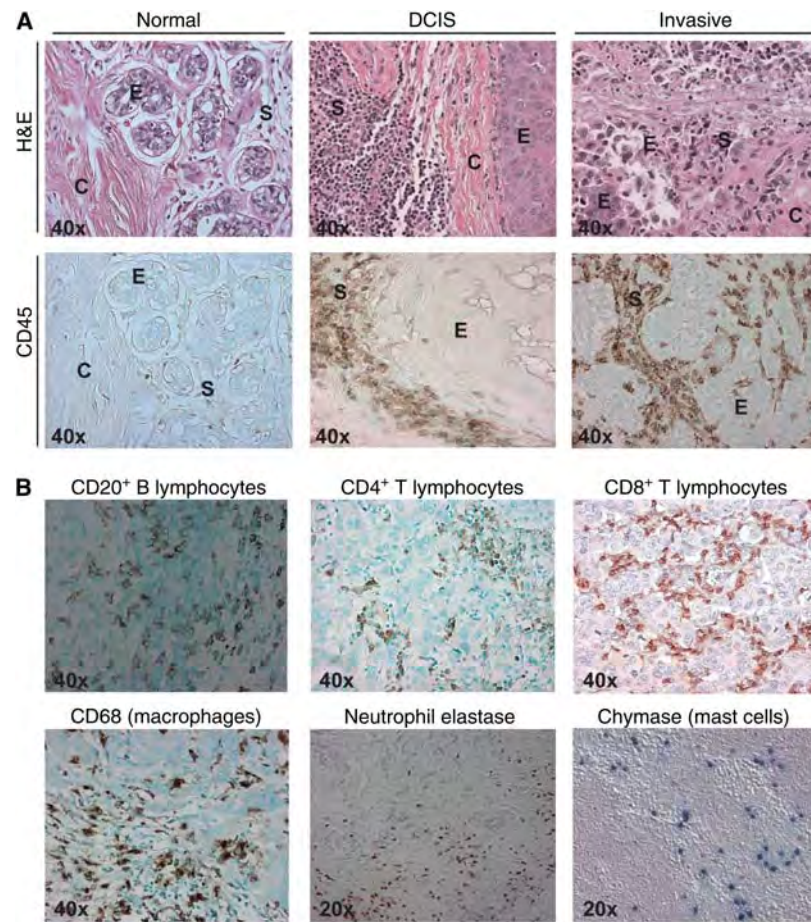 A
Normal
DCIS
Invasive
H&E
E
S
C
40x
S
C
E
40x
E
S
E
C
40x
CD45
E
C
S
40x
S
E
40x
S
E
40x
B
CD20⁺ B lymphocytes
CD4⁺ T lymphocytes
CD8⁺ T lymphocytes
40x
40x
40x
CD68 (macrophages)
Neutrophil elastase
Chymase (mast cells)
40x
20x
20x